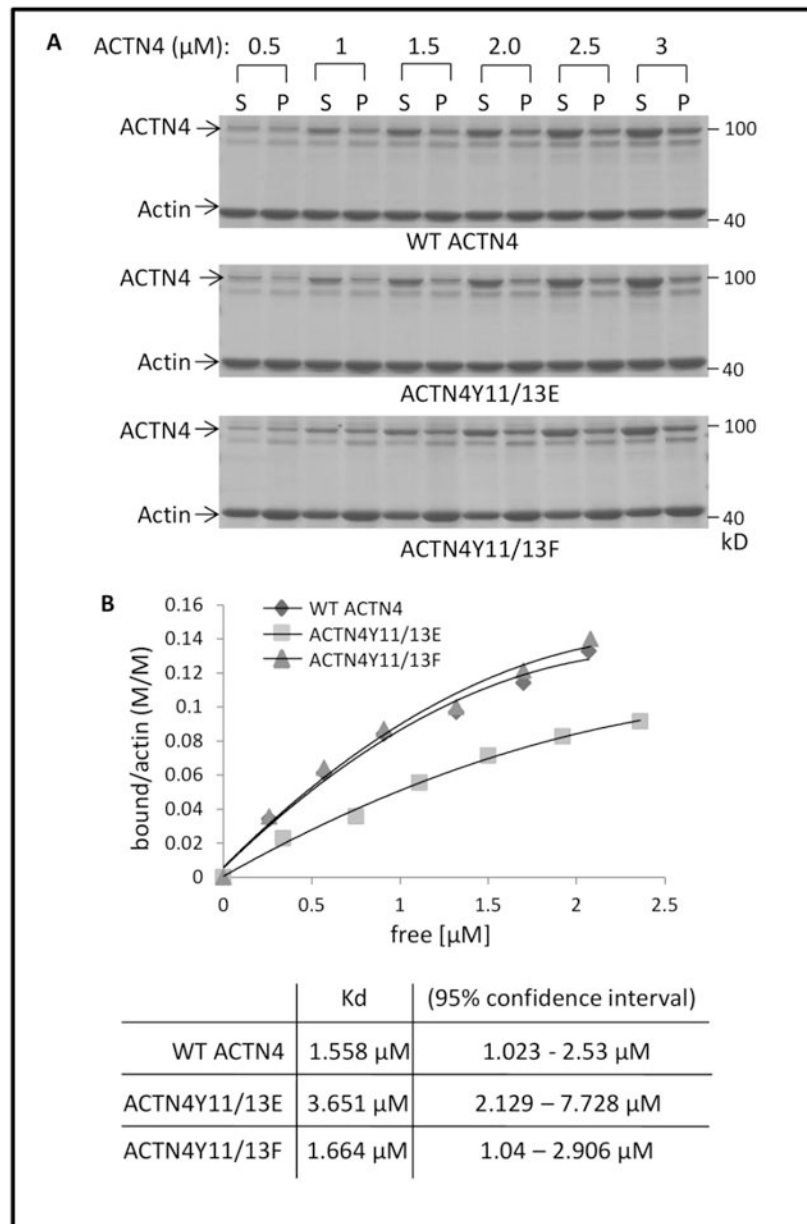 A ACTN4 (μM): 0.5 1 1.5 2.0 2.5 3
S P S P S P S P S P S P
ACTN4 100
Actin 40
WT ACTN4
ACTN4 100
Actin 40
ACTN4Y11/13E
ACTN4 100
Actin 40
ACTN4Y11/13F kD
B
0.16
0.14
0.12
0.1
0.08
0.06
0.04
0.02
0
bound/actin (M/M)
WT ACTN4
ACTN4Y11/13E
ACTN4Y11/13F
0 0.5 1 1.5 2 2.5
free [μM]
Kd (95% confidence interval)
WT ACTN4 1.558 μM 1.023 - 2.53 μM
ACTN4Y11/13E 3.651 μM 2.129 – 7.728 μM
ACTN4Y11/13F 1.664 μM 1.04 – 2.906 μM